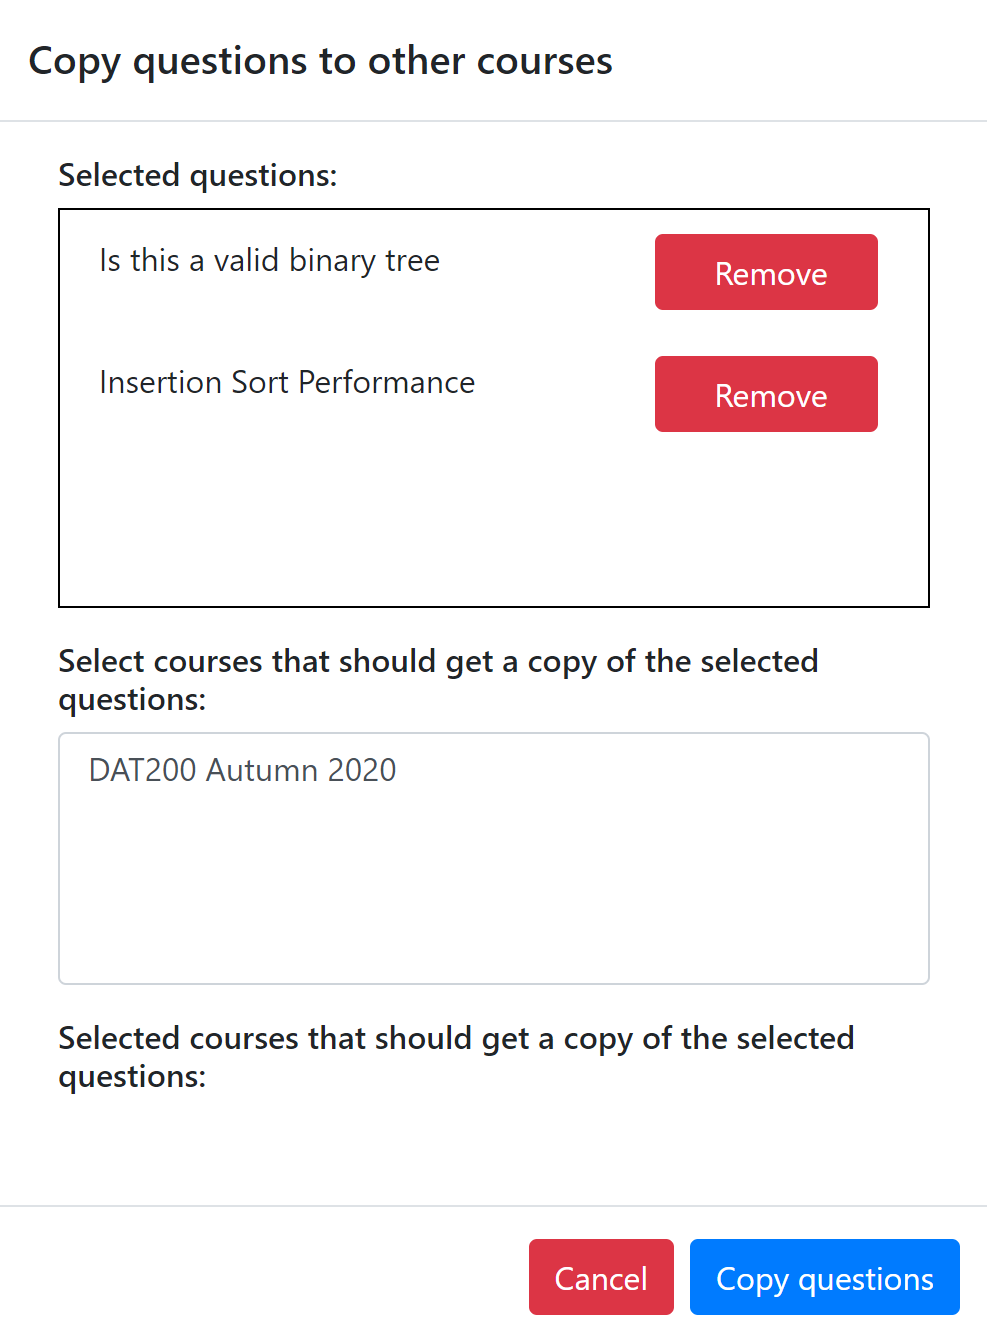 Copy questions to other courses
Selected questions:
Is this a valid binary tree
Remove
Insertion Sort Performance
Remove
Select courses that should get a copy of the selected
questions:
DAT200 Autumn 2020
Selected courses that should get a copy of the selected
questions:
Cancel
Copy questions